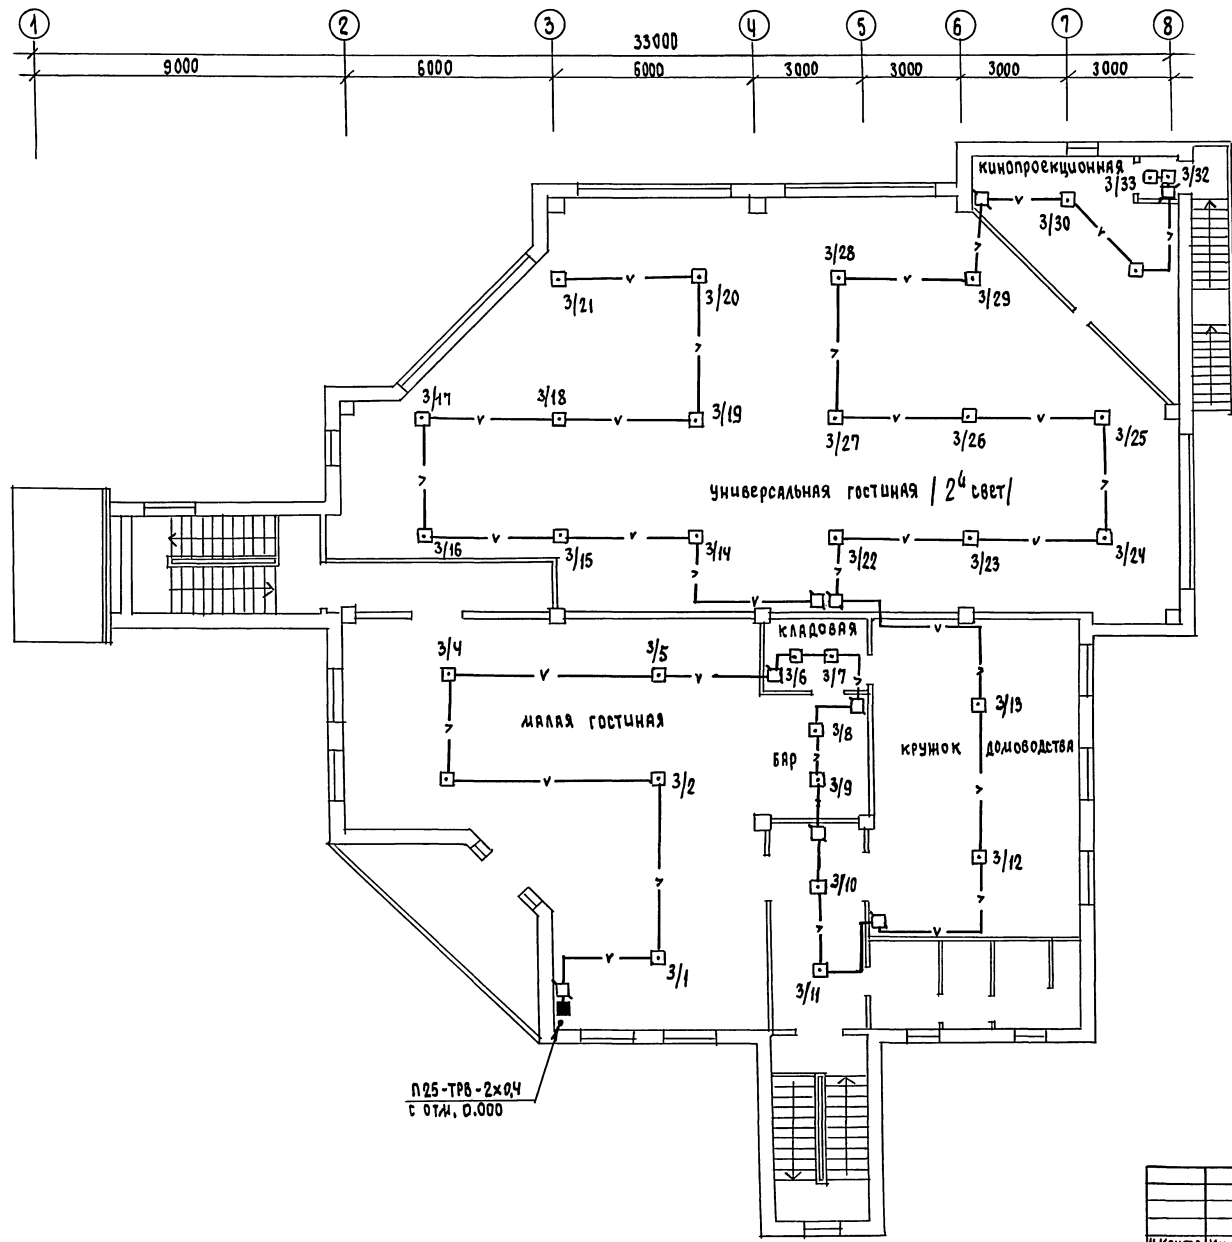 1 2 3 4 5 6 7 8
33000
9000 6000 6000 3000 3000 3000 3000
КИНОПРОЕКЦИОННАЯ
3/33 3/32
3/30
3/28
3/21 3/20 3/29
3/17 3/18 3/19
3/27 3/26 3/25
УНИВЕРСАЛЬНАЯ ГОСТИНАЯ /2й СВЕТ/
3/16 3/15 3/14 3/22 3/23 3/24
КЛАДОВАЯ
3/4 3/5 3/6 3/7
МАЛАЯ ГОСТИНАЯ
3/8 3/13
БАР КРУЖОК ДОМОВОДСТВА
3/2 3/9
3/12
3/10
3/1 3/11
П25-ТРВ-2х0,4
С ОТМ. 0.000